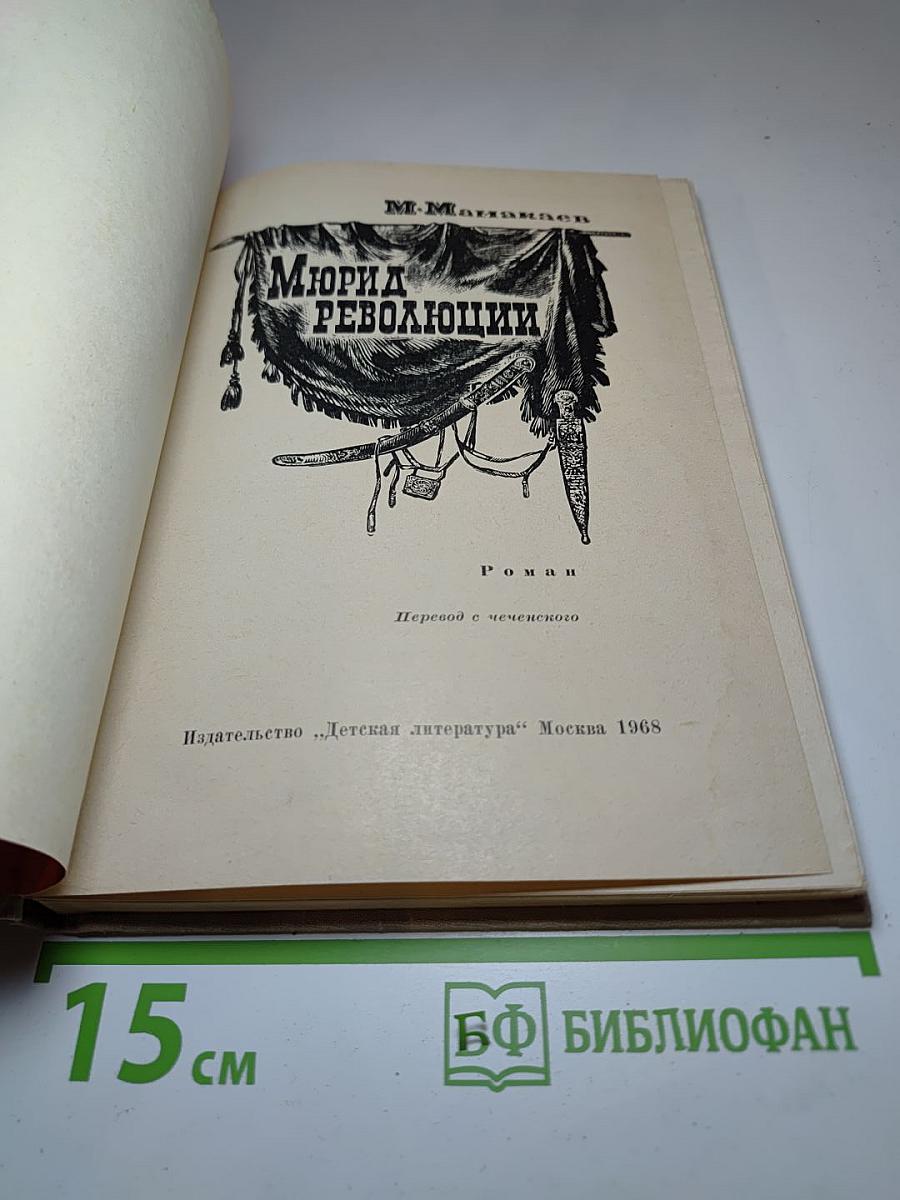 М. Мамакаев
Мюрид
революции
Роман
Перевод с чеченского
Издательство „Детская литература“ Москва 1968
15 см
БФ БИБЛИОФАН